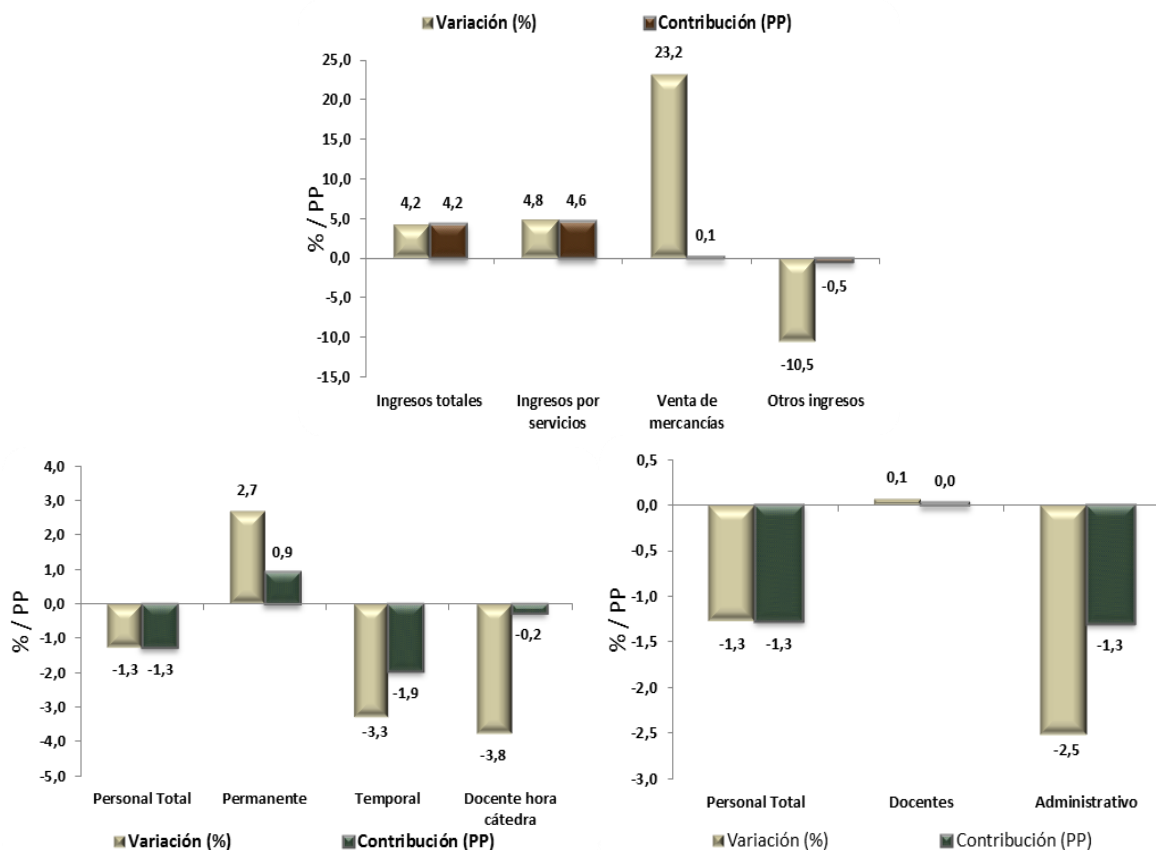 Variación (%) Contribución (PP)
% / PP
25,0
20,0
15,0
10,0
5,0
0,0
-5,0
-10,0
-15,0
4,2 4,2 4,8 4,6 23,2 0,1 -10,5 -0,5
Ingresos totales Ingresos por Venta de Otros ingresos
servicios mercancías
% / PP
4,0
3,0
2,0
1,0
0,0
-1,0
-2,0
-3,0
-4,0
-5,0
-1,3 -1,3 2,7 0,9 -3,3 -1,9 -3,8 -0,2
Personal Total Permanente Temporal Docente hora
cátedra
Variación (%) Contribución (PP)
% / PP
0,5
0,0
-0,5
-1,0
-1,5
-2,0
-2,5
-3,0
-1,3 -1,3 0,1 0,0 -2,5 -1,3
Personal Total Docentes Administrativo
Variación (%) Contribución (PP)